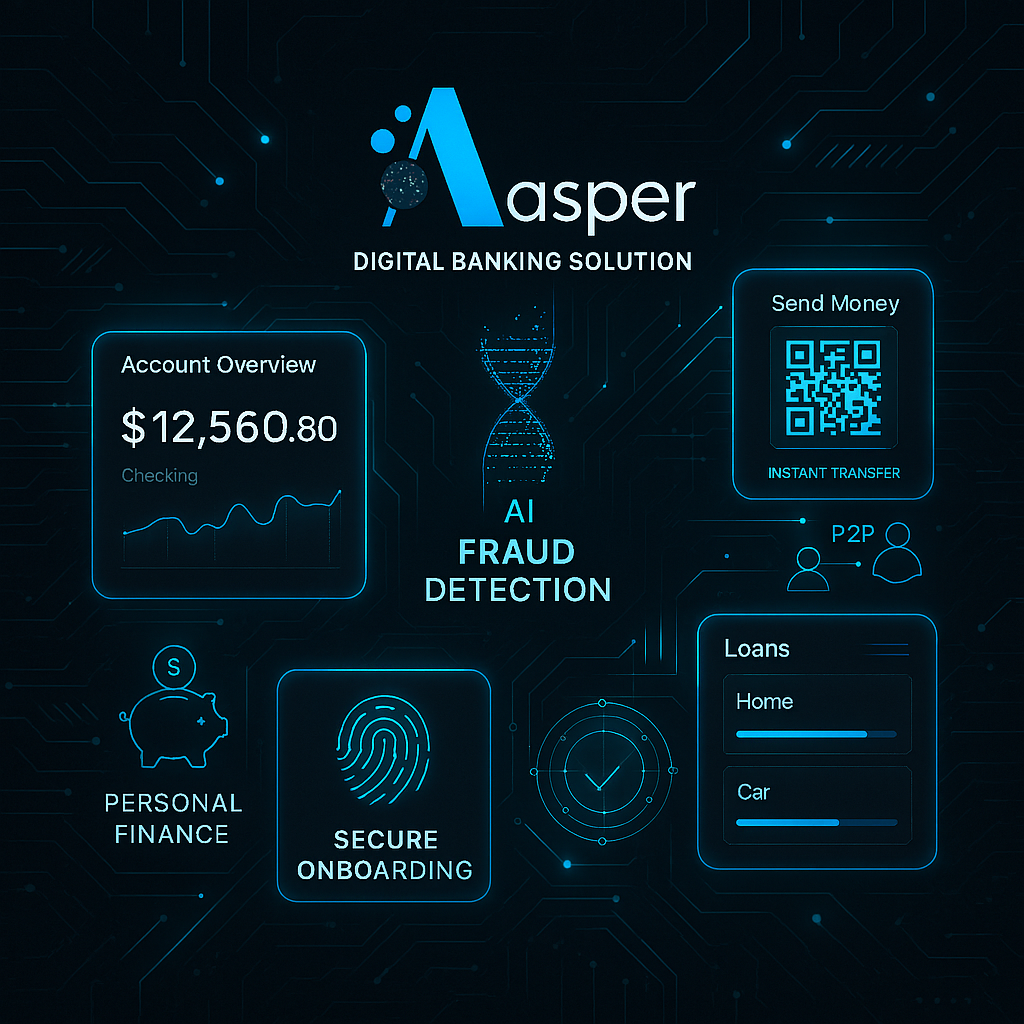 Aasper
DIGITAL BANKING SOLUTION
Account Overview
$12,560.80
Checking
Send Money
INSTANT TRANSFER
AI
FRAUD
DETECTION
P2P
S
PERSONAL
FINANCE
SECURE
ONBOARDING
Loans
Home
Car